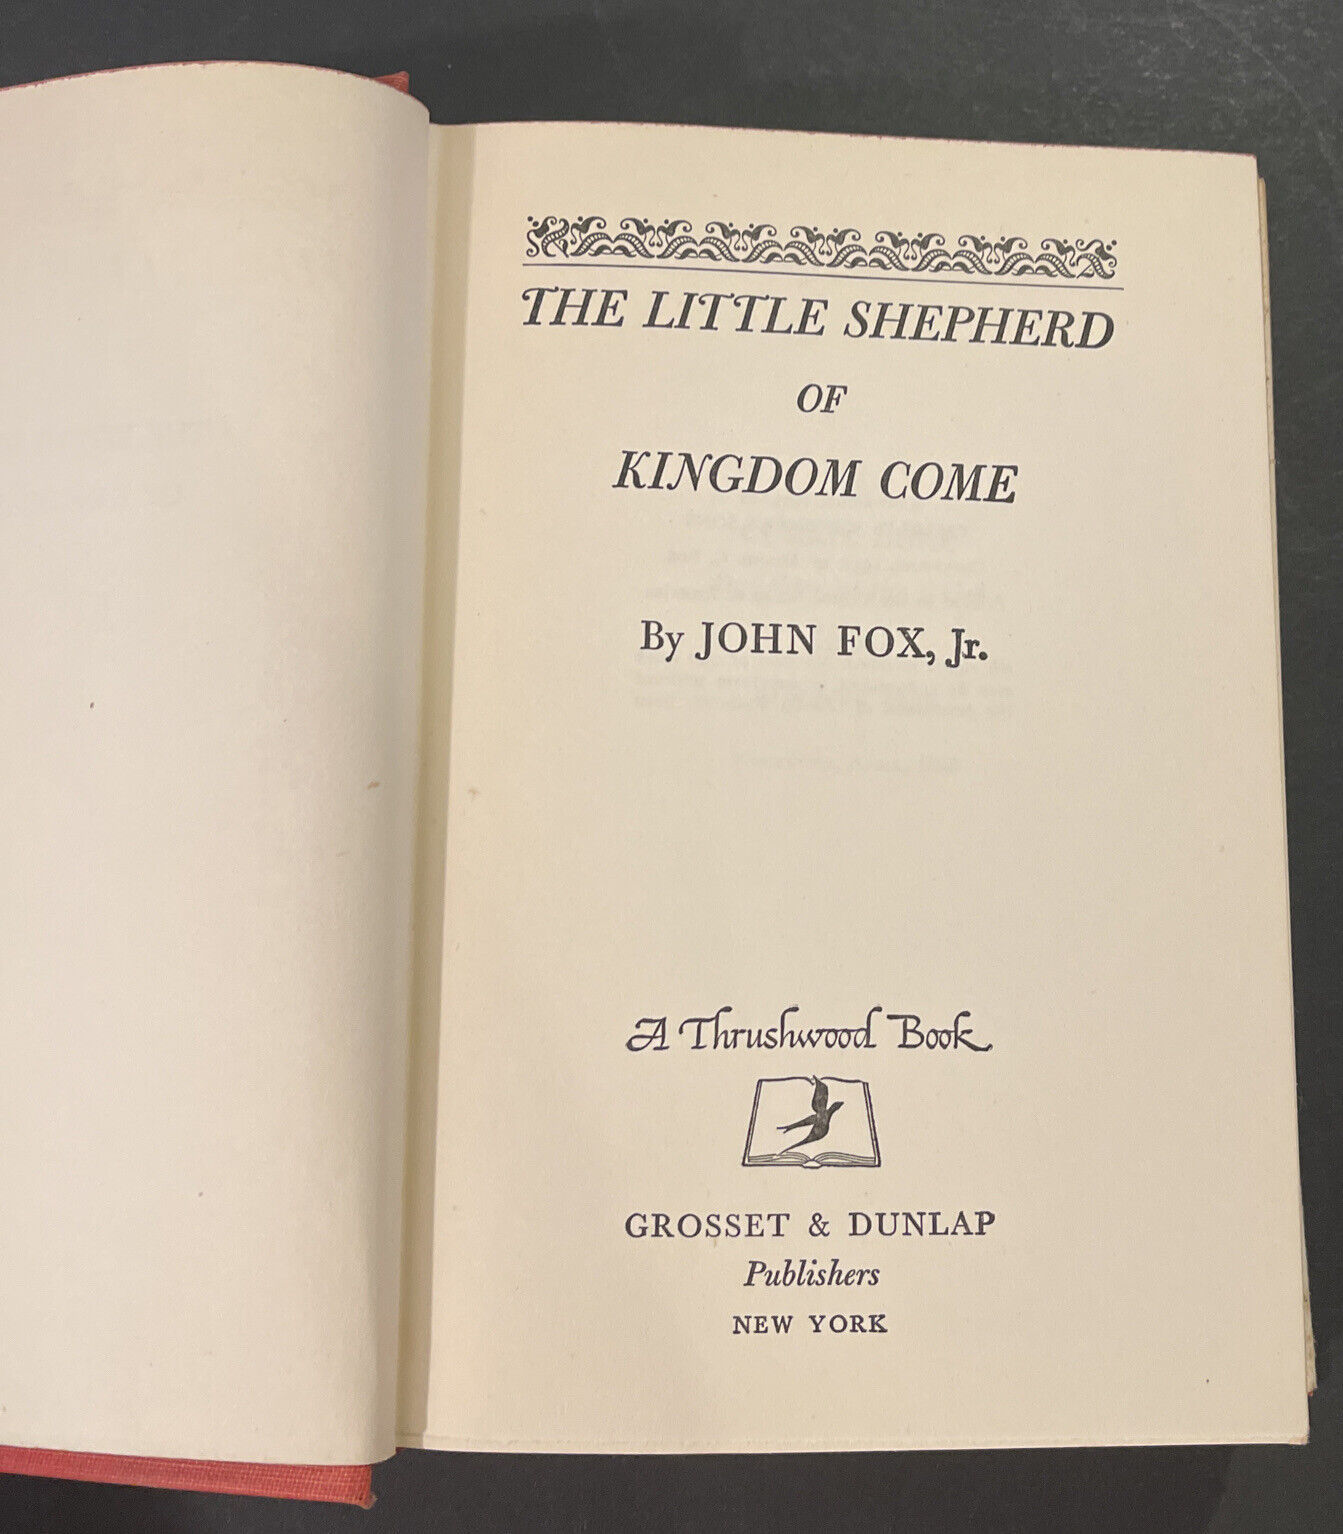 THE LITTLE SHEPHERD
OF
KINGDOM COME
By JOHN FOX, Jr.
A Thrushwood Book
GROSSET & DUNLAP
Publishers
NEW YORK